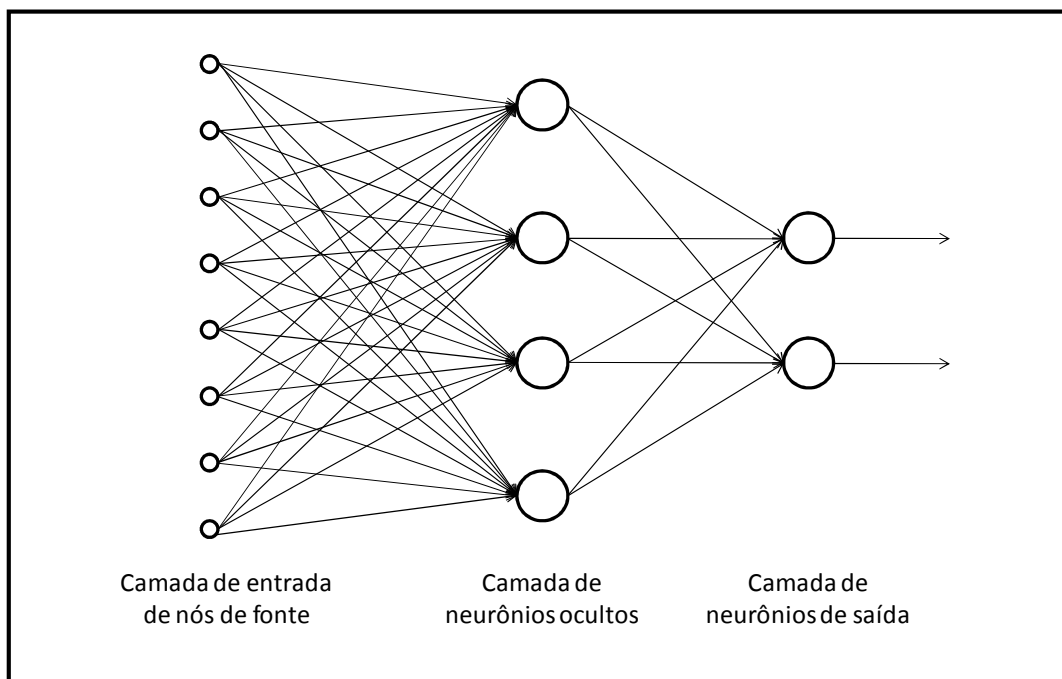 Camada de entrada
de nós de fonte
Camada de
neurônios ocultos
Camada de
neurônios de saída